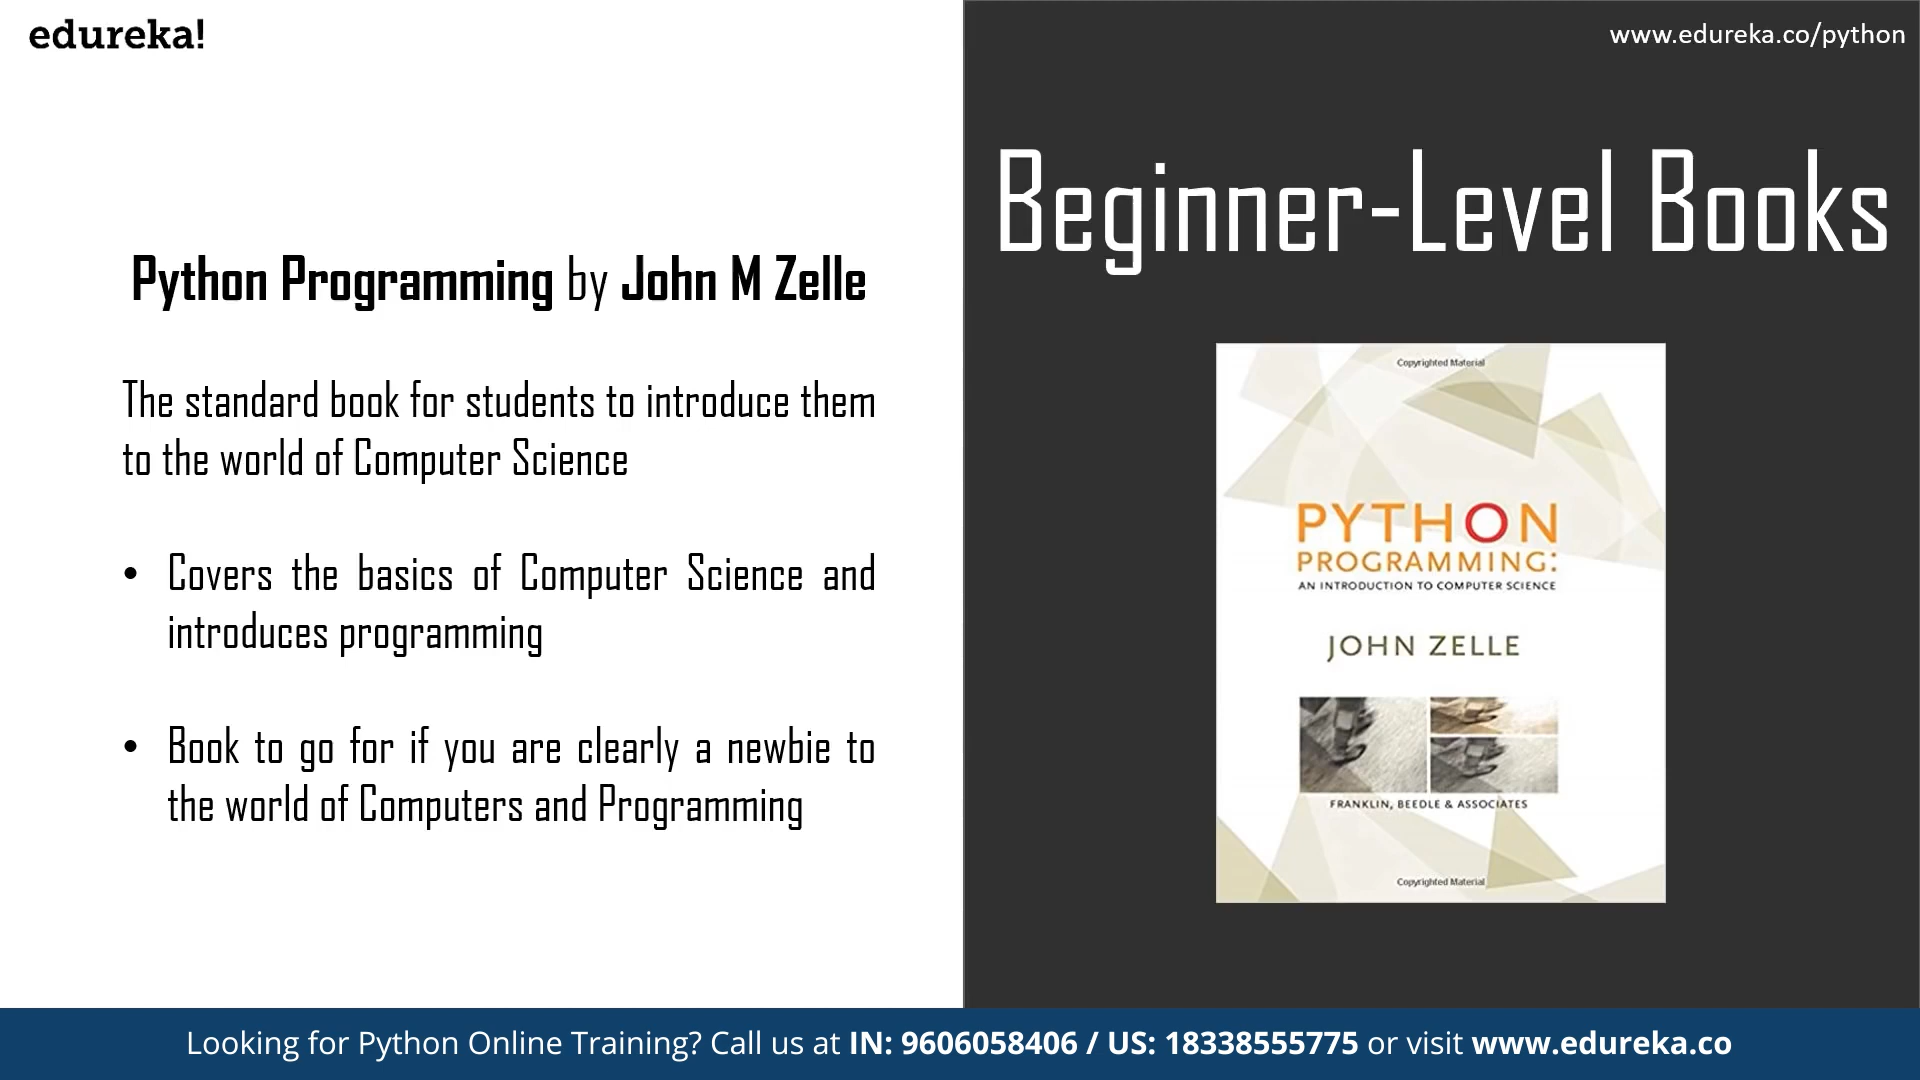 edureka!
www.edureka.co/python
Beginner-Level Books
Python Programming by John M Zelle
The standard book for students to introduce them
to the world of Computer Science
• Covers the basics of Computer Science and
introduces programming
• Book to go for if you are clearly a newbie to
the world of Computers and Programming
Copyrighted Material
PYTHON
PROGRAMMING:
AN INTRODUCTION TO COMPUTER SCIENCE
JOHN ZELLE
FRANKLIN, BEEDLE & ASSOCIATES
Copyrighted Material
Looking for Python Online Training? Call us at IN: 9606058406 / US: 18338555775 or visit www.edureka.co